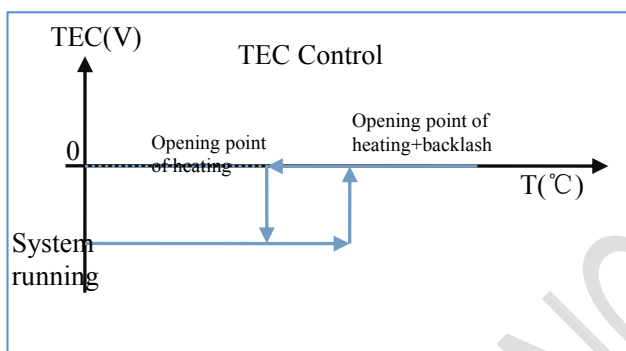 TEC(V)
TEC Control
Opening point
of heating
Opening point of
heating+backlash
0
T(℃)
System
running